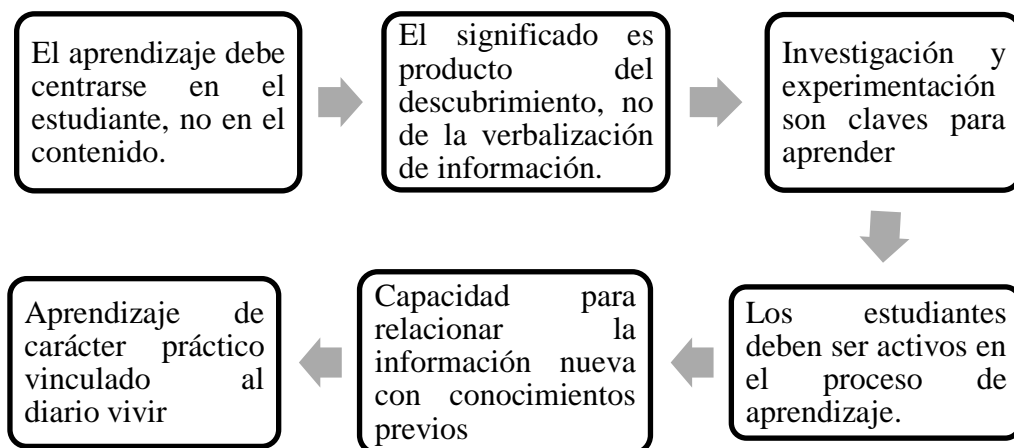 El aprendizaje debe
centrarse en el
estudiante, no en el
contenido.
El significado es
producto del
descubrimiento, no
de la verbalización
de información.
Investigación y
experimentación
son claves para
aprender
Los estudiantes
deben ser activos en
el proceso de
aprendizaje.
Capacidad para
relacionar la
información nueva
con conocimientos
previos
Aprendizaje de
carácter práctico
vinculado al
diario vivir